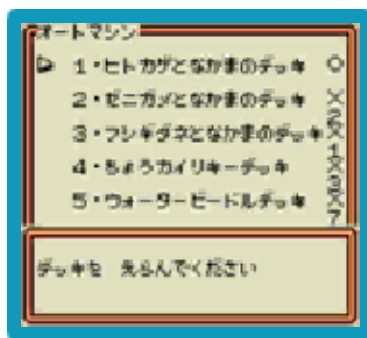 オートマシン
1・ヒトカゲとなかまのデッキ ○
2・ゼニガメとなかまのデッキ ×
3・フシギダネとなかまのデッキ ×
4・ちょうカイリキーデッキ ×
5・ウォータービードルデッキ ×
7
デッキを えらんでください